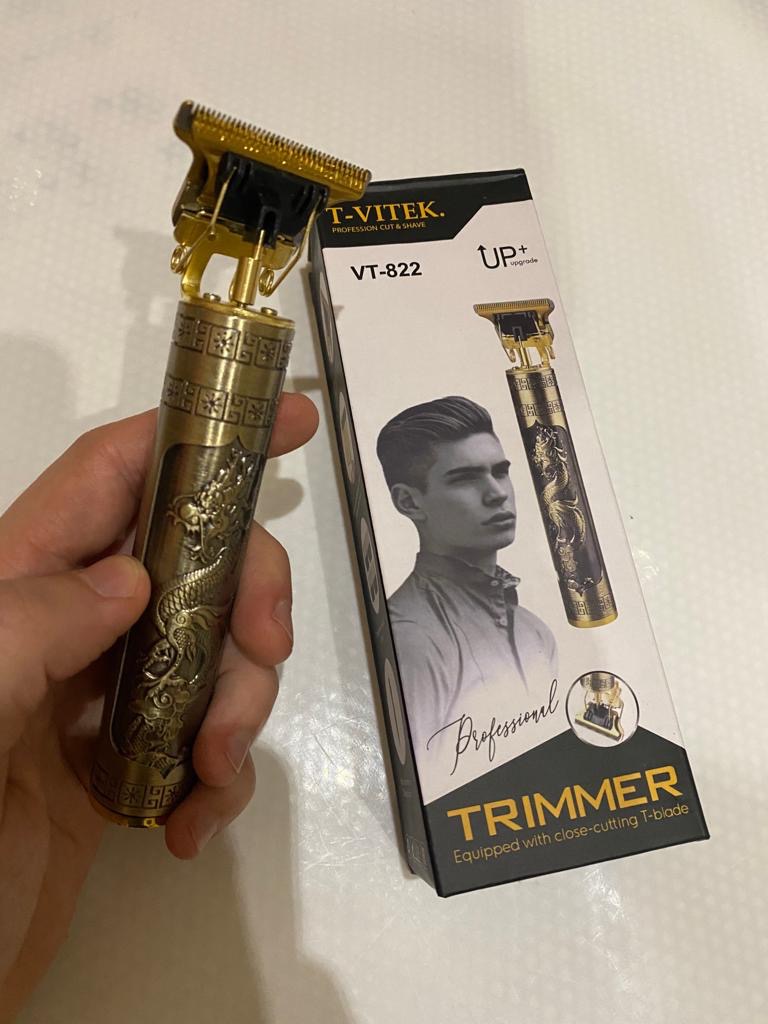 T-VITEK.
PROFESSION CUT & SHAVE
VT-822
UP+
upgrade
Professional
TRIMMER
Equipped with close-cutting T-blade